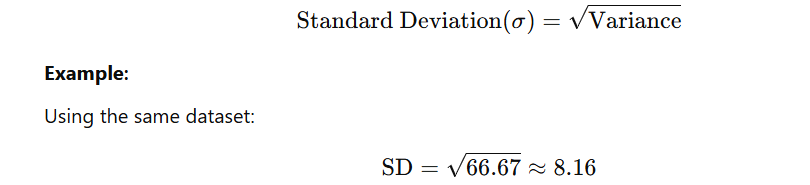 Standard Deviation(σ) = √Variance
Example:
Using the same dataset:
SD = √66.67 ≈ 8.16